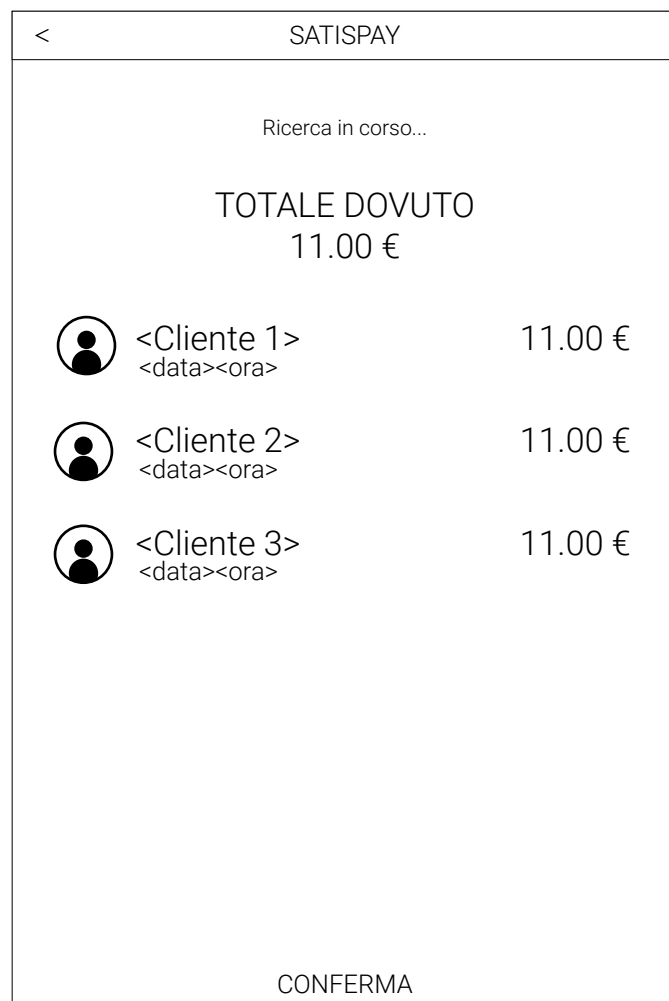 < SATISPAY
Ricerca in corso...
TOTALE DOVUTO
11.00 €
<Cliente 1> 11.00 €
<data><ora>
<Cliente 2> 11.00 €
<data><ora>
<Cliente 3> 11.00 €
<data><ora>
CONFERMA